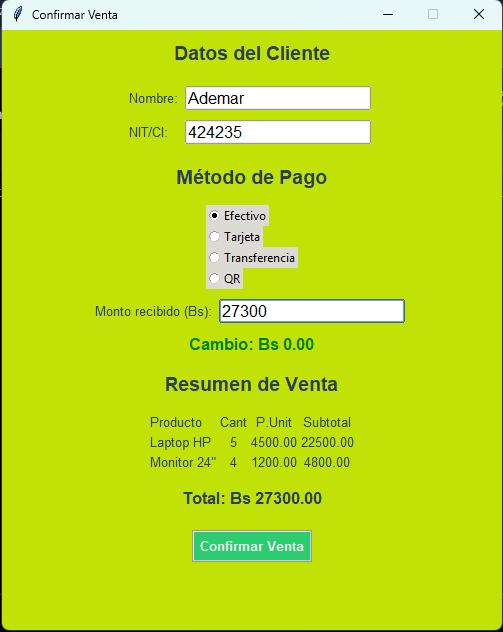 Confirmar Venta
Datos del Cliente
Nombre: Ademar
NIT/CI: 424235
Método de Pago
Efectivo
Tarjeta
Transferencia
QR
Monto recibido (Bs): 27300
Cambio: Bs 0.00
Resumen de Venta
Producto Cant P.Unit Subtotal
Laptop HP 5 4500.00 22500.00
Monitor 24" 4 1200.00 4800.00
Total: Bs 27300.00
Confirmar Venta